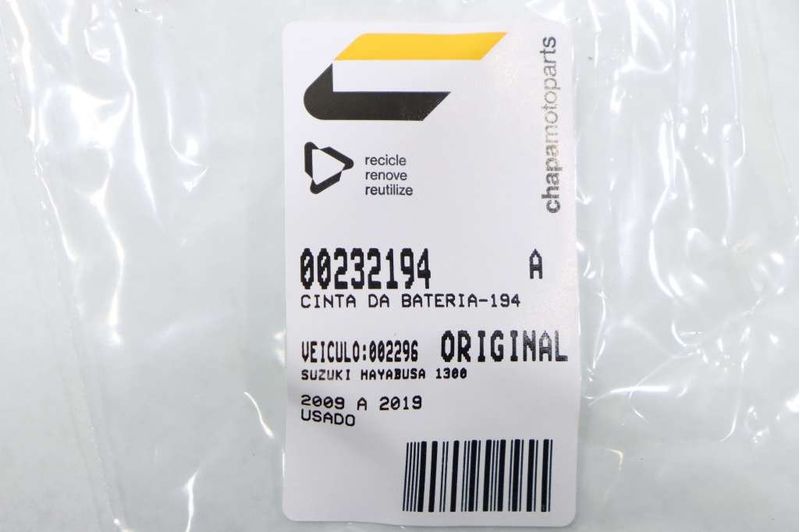 chapamotoparts
recicle
renove
reutilize
00232194 A
CINTA DA BATERIA-194
VEICULO:002296 ORIGINAL
SUZUKI HAYABUSA 1300
2009 A 2019
USADO